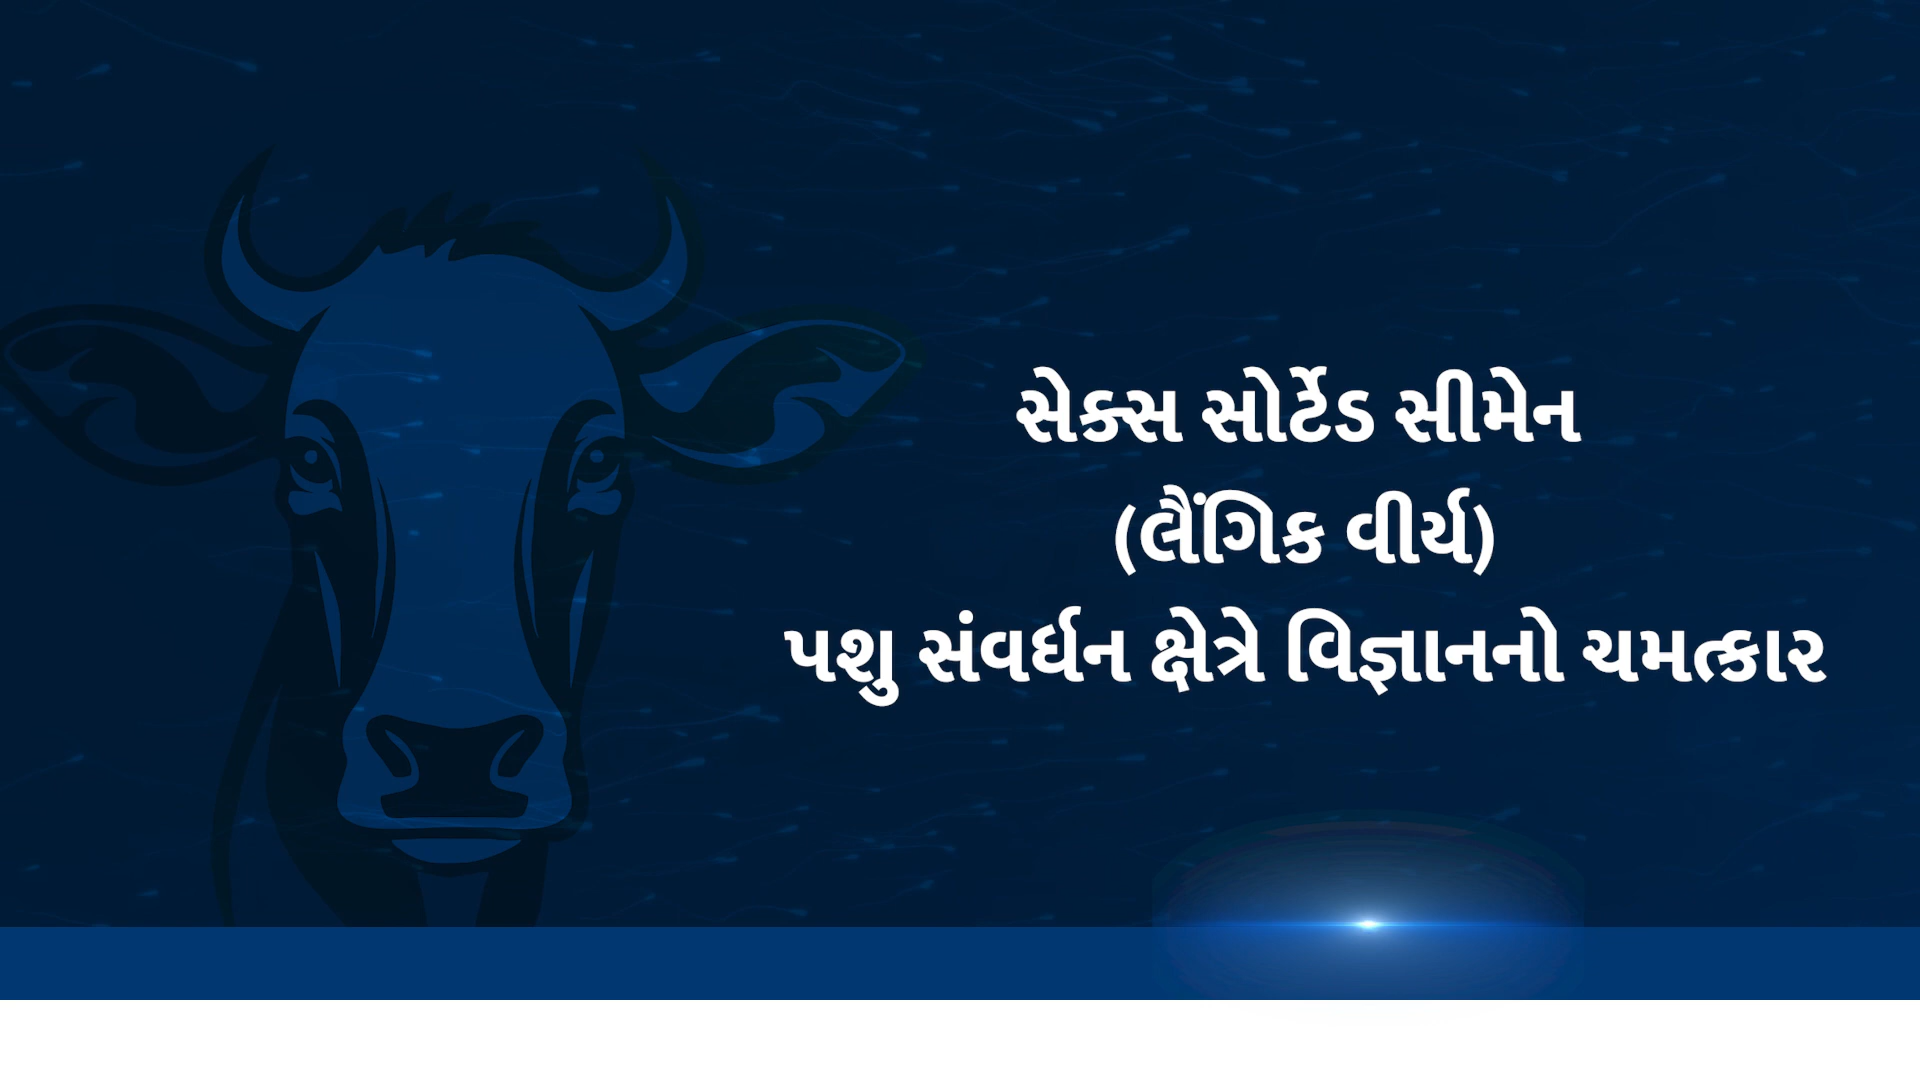 સેક્સ સોર્ટેડ સીમેન
(લૈંગિક વીર્ય)
પશુ સંવર્ધન ક્ષેત્રે વિજ્ઞાનનો ચમત્કાર